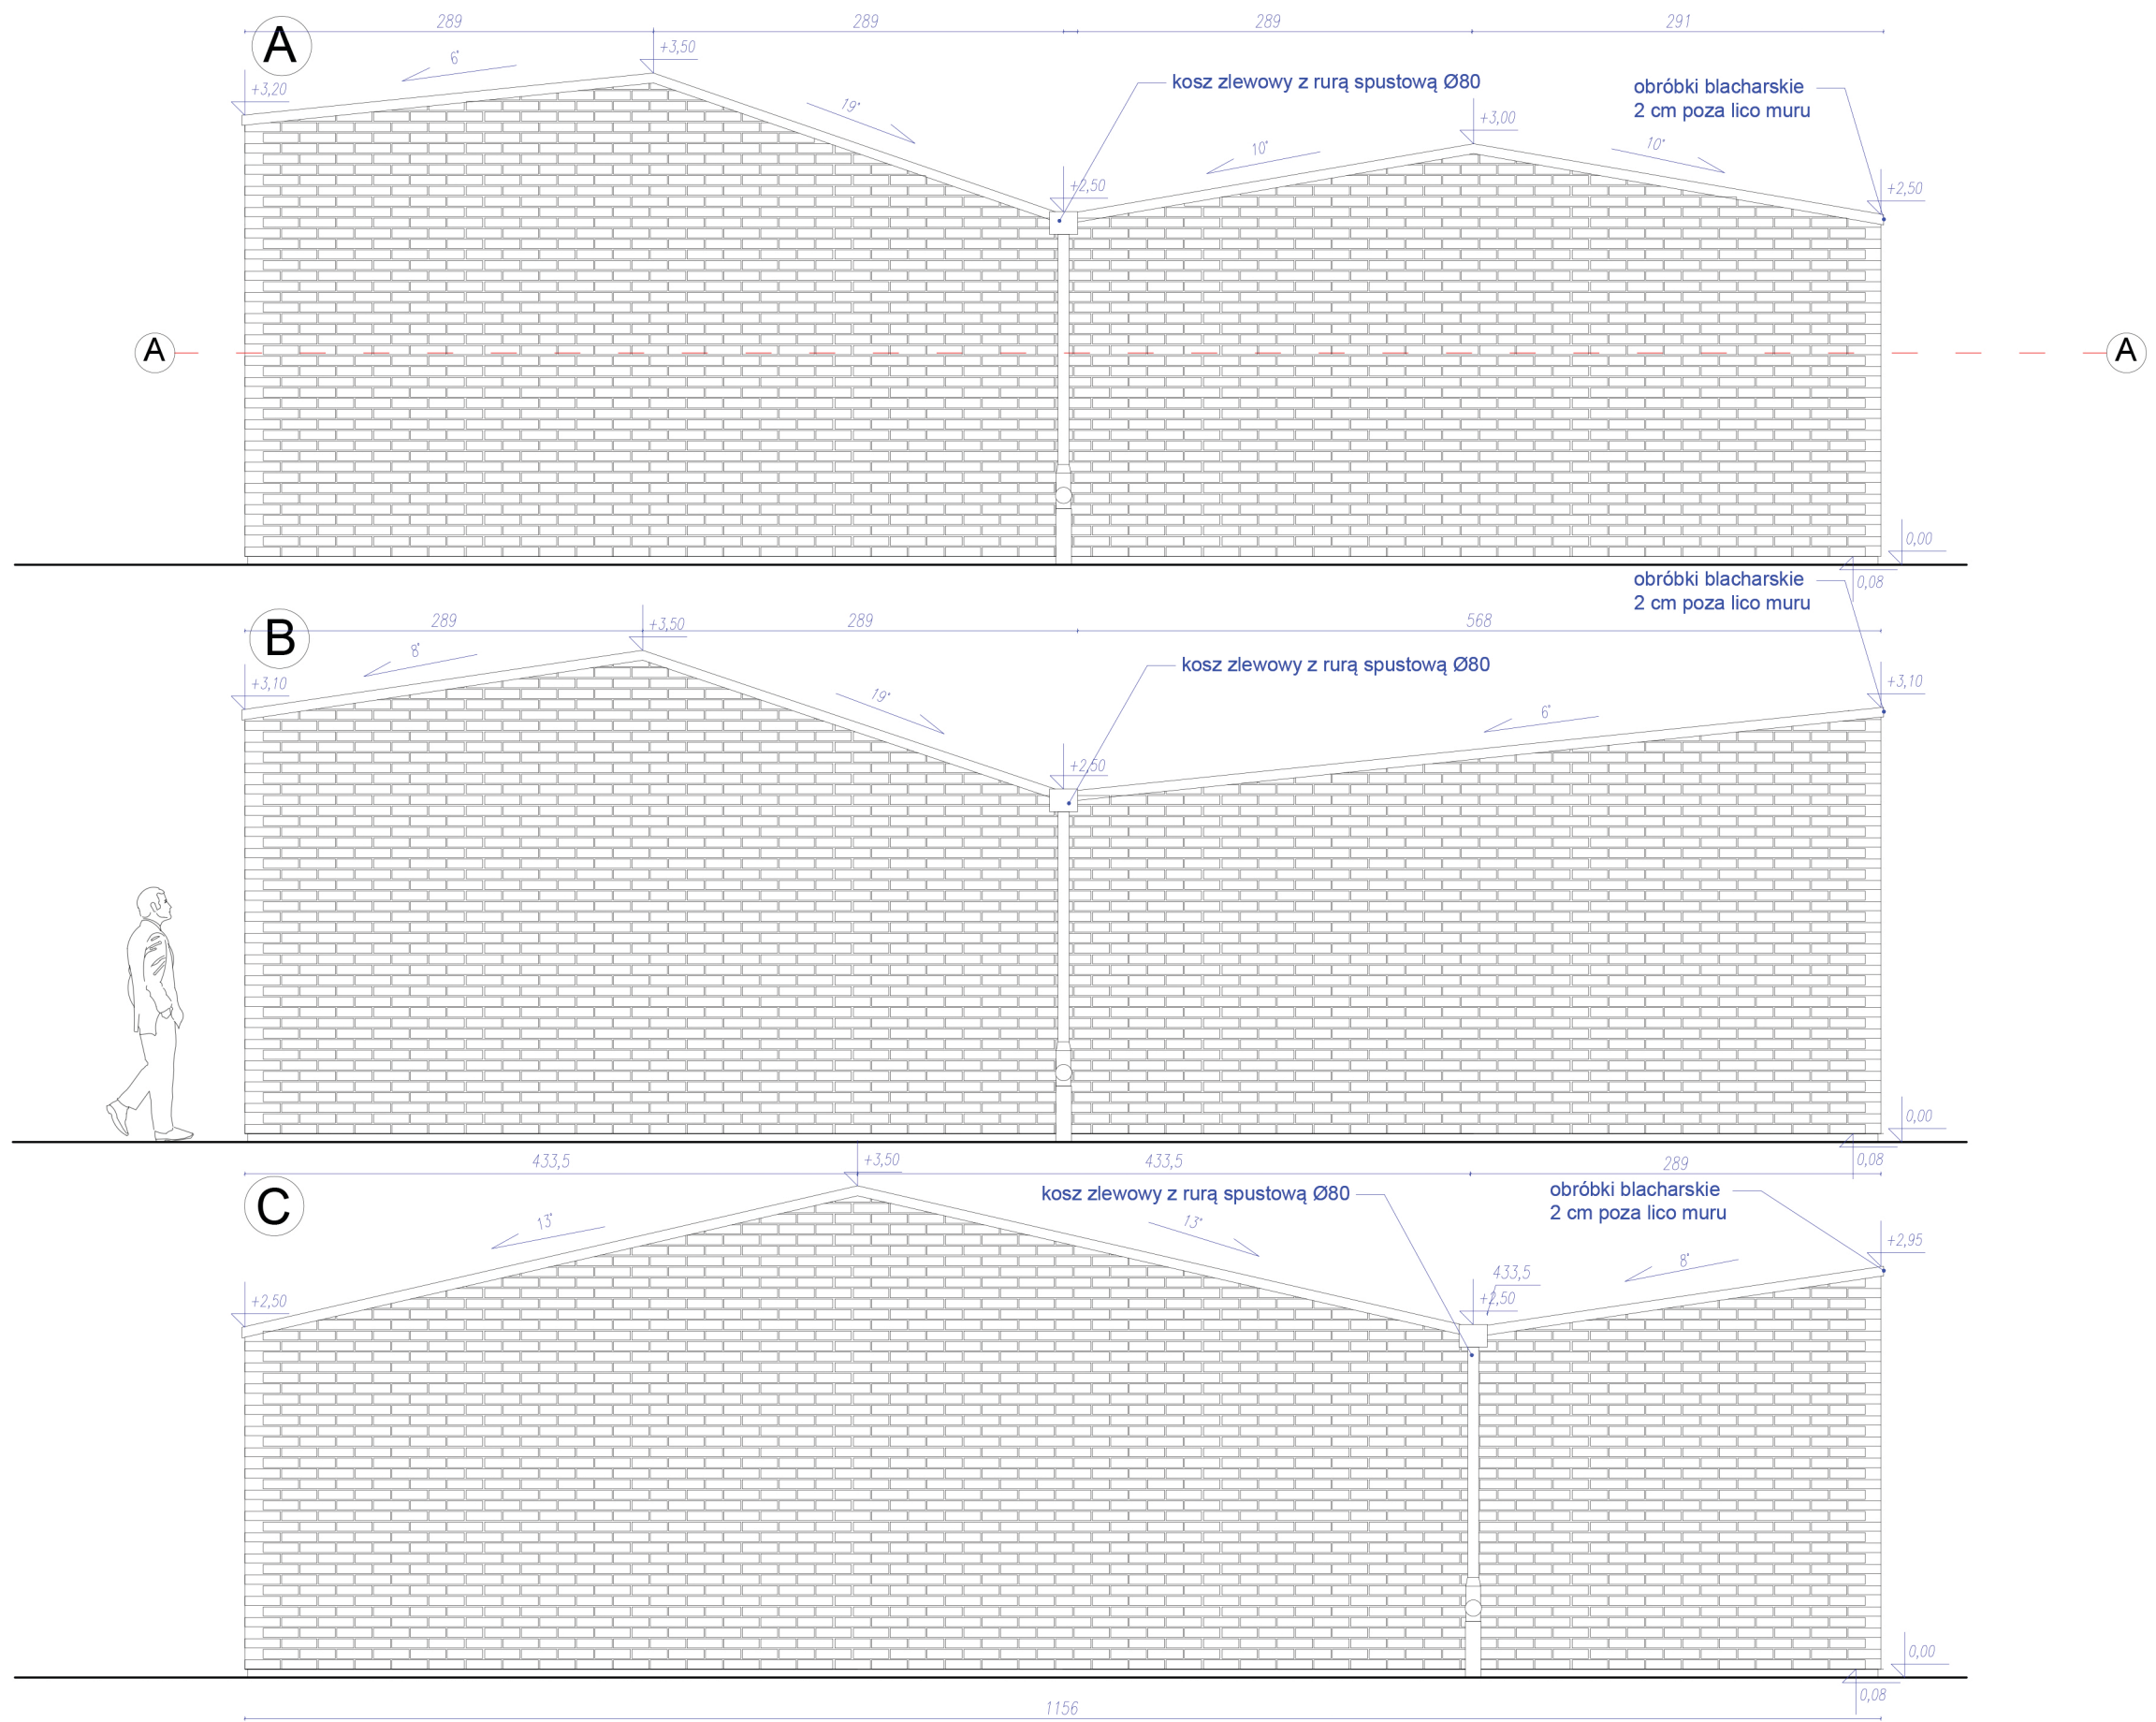 289 289 289 291
A
+3,50
6°
+3,20
19°
kosz zlewowy z rurą spustową Ø80
obróbki blacharskie
2 cm poza lico muru
+3,00
10° 10°
+2,50
+2,50
A A
0,00
0,08
obróbki blacharskie
2 cm poza lico muru
289 289 568
B
+3,50
8°
+3,10
19°
kosz zlewowy z rurą spustową Ø80
6°
+3,10
+2,50
0,00
0,08
433,5 433,5 289
+3,50
C
kosz zlewowy z rurą spustową Ø80
obróbki blacharskie
2 cm poza lico muru
13° 13°
+2,95
8°
433,5
+2,50
+2,50
0,00
0,08
1156